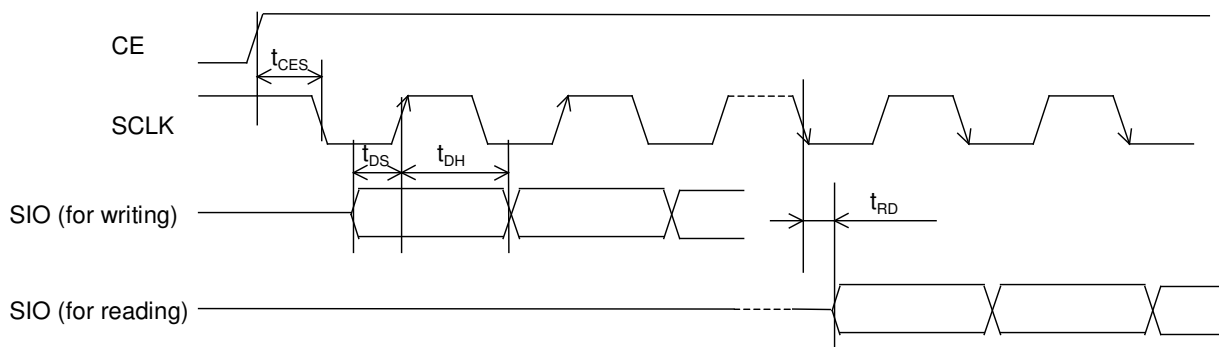 CE
tCES
SCLK
tDS
tDH
SIO (for writing)
tRD
SIO (for reading)